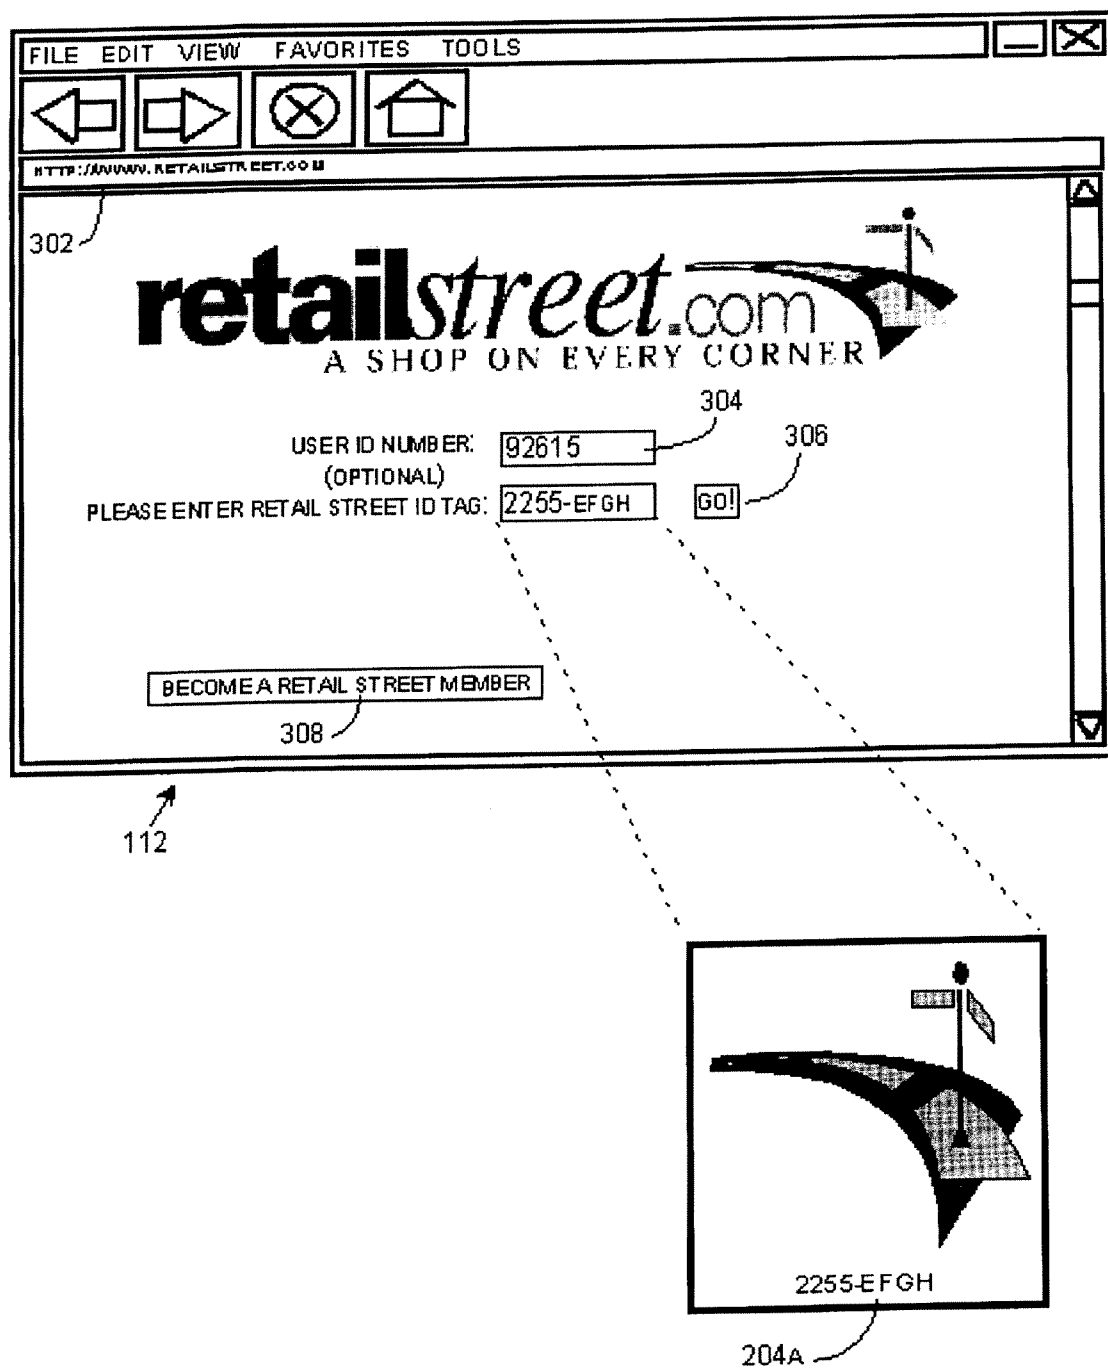 FILE EDIT VIEW FAVORITES TOOLS
HTTP://WWW.RETAILSTREET.COM
302
retailstreet.com
A SHOP ON EVERY CORNER
304
306
USER ID NUMBER: 92615
(OPTIONAL)
PLEASE ENTER RETAIL STREET ID TAG: 2255-EFGH GO!
BECOME A RETAIL STREET MEMBER
308
112
2255-EFGH
204A